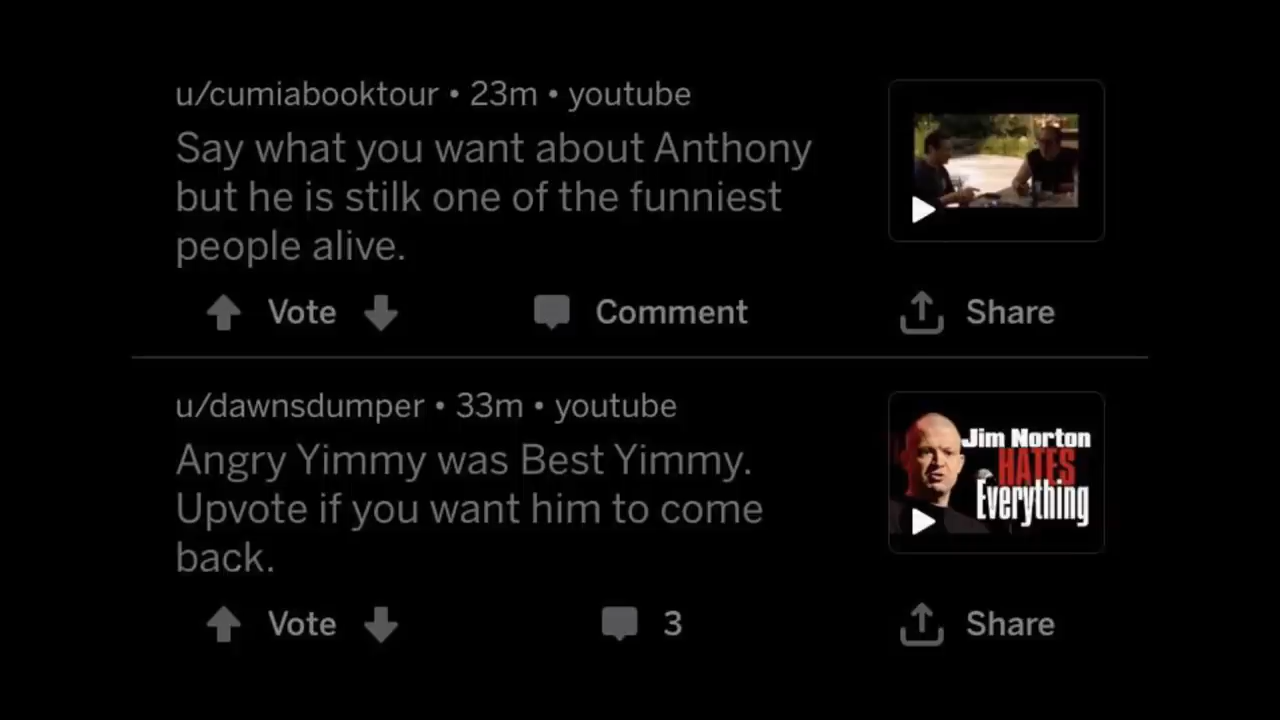 u/cumiabooktour • 23m • youtube
Say what you want about Anthony
but he is stilk one of the funniest
people alive.
Vote
Comment
Share
u/dawnsdumper • 33m • youtube
Angry Yimmy was Best Yimmy.
Upvote if you want him to come
back.
Jim Norton
HATES
Everything
Vote
3
Share